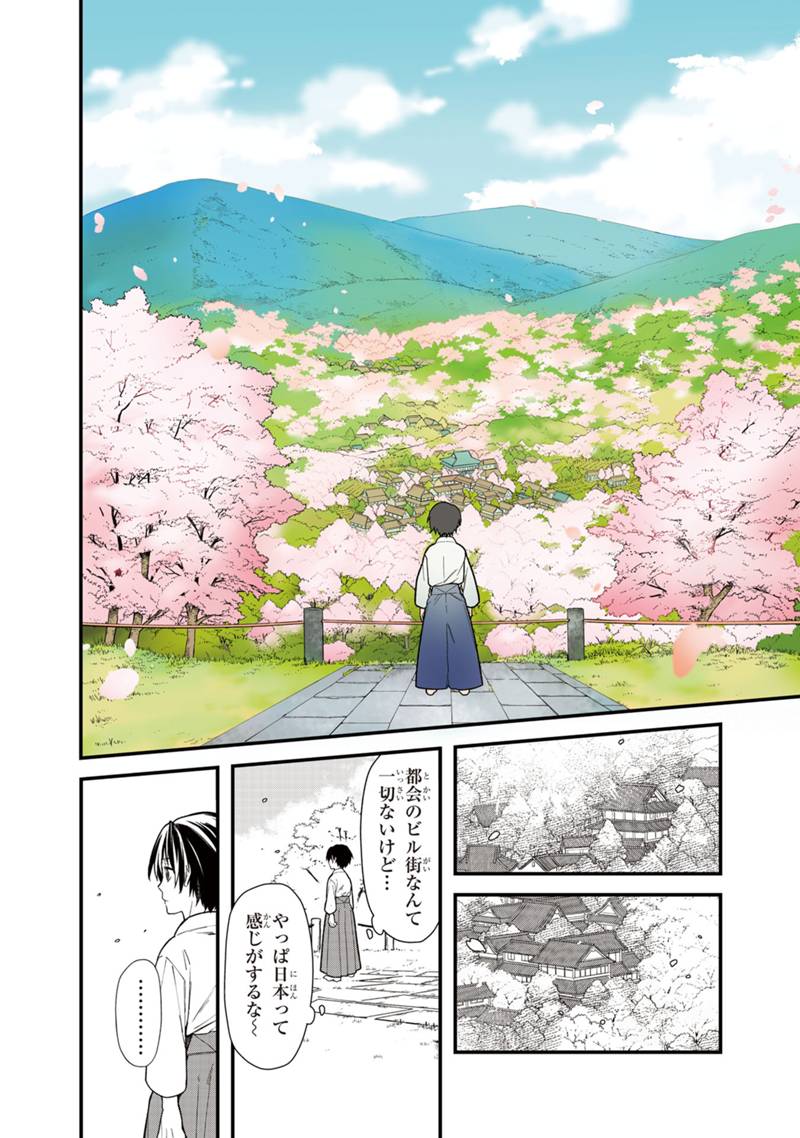 都会のビル街なんて
一切ないけど…
やっぱ日本って
感じがするな～
………